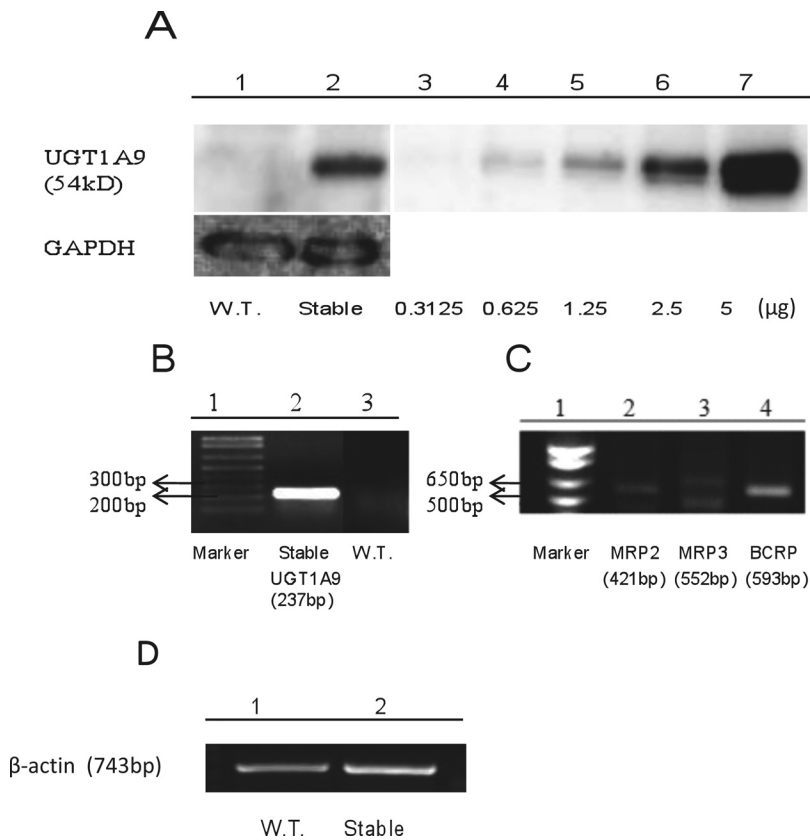 A
1 2 3 4 5 6 7
UGT1A9
(54kD)
GAPDH
W.T. Stable 0.3125 0.625 1.25 2.5 5 (µg)
B
1 2 3
300bp
200bp
Marker Stable W.T.
UGT1A9
(237bp)
C
1 2 3 4
650bp
500bp
Marker MRP2 MRP3 BCRP
(421bp) (552bp) (593bp)
D
1 2
β-actin (743bp)
W.T. Stable